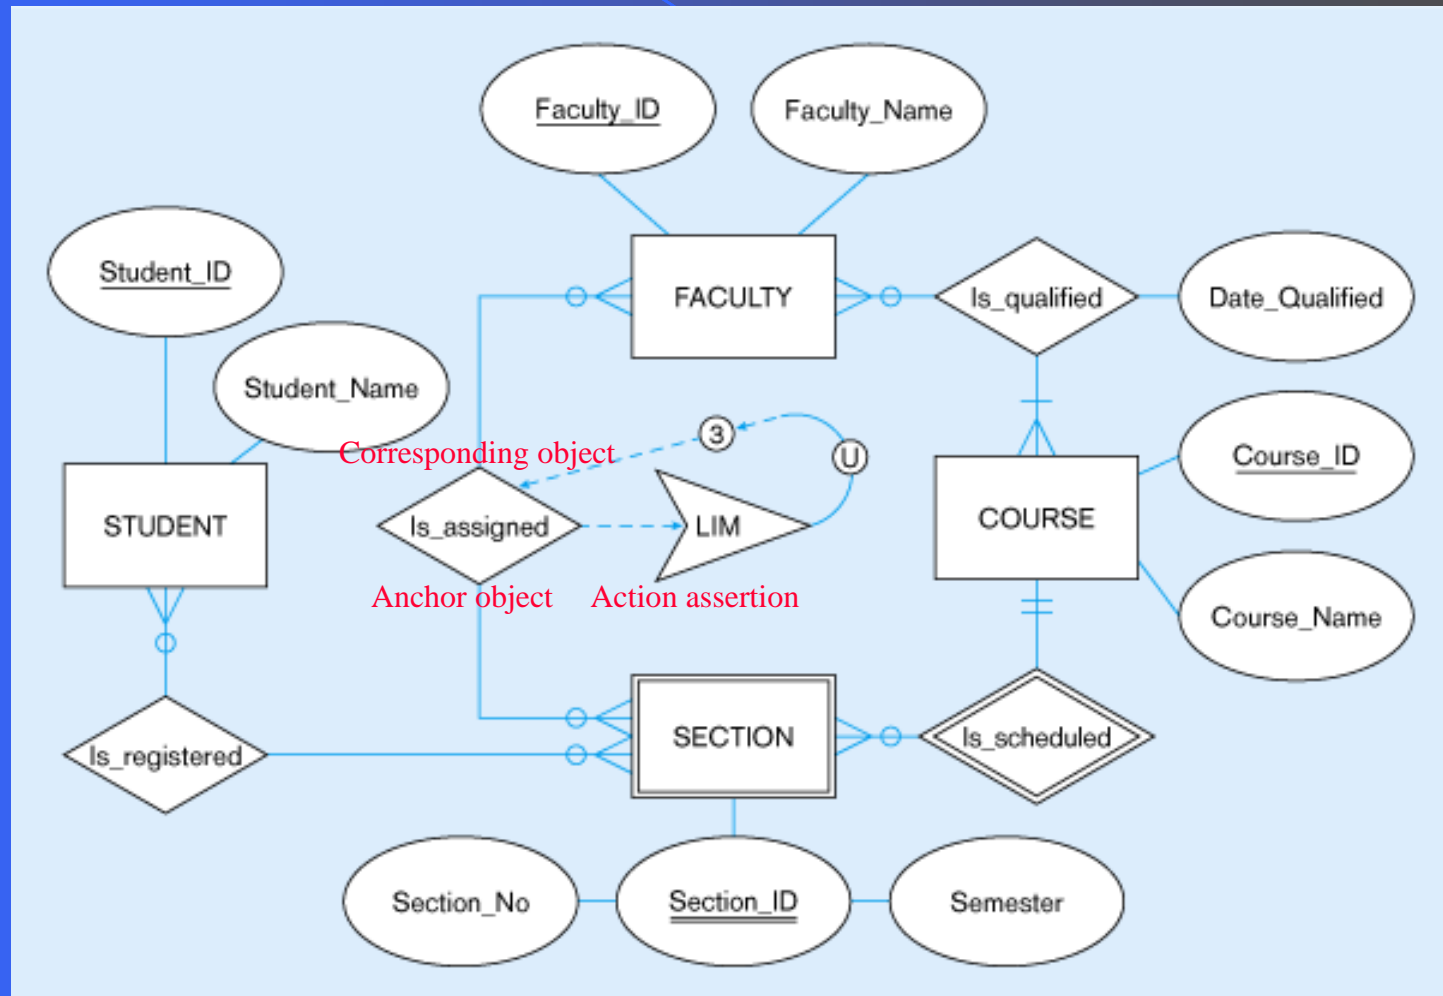 Faculty_ID
Faculty_Name
Student_ID
FACULTY
Is_qualified
Date_Qualified
Student_Name
3
Corresponding object
U
Course_ID
STUDENT
Is_assigned
LIM
COURSE
Anchor object
Action assertion
Course_Name
Is_registered
SECTION
Is_scheduled
Section_No
Section_ID
Semester